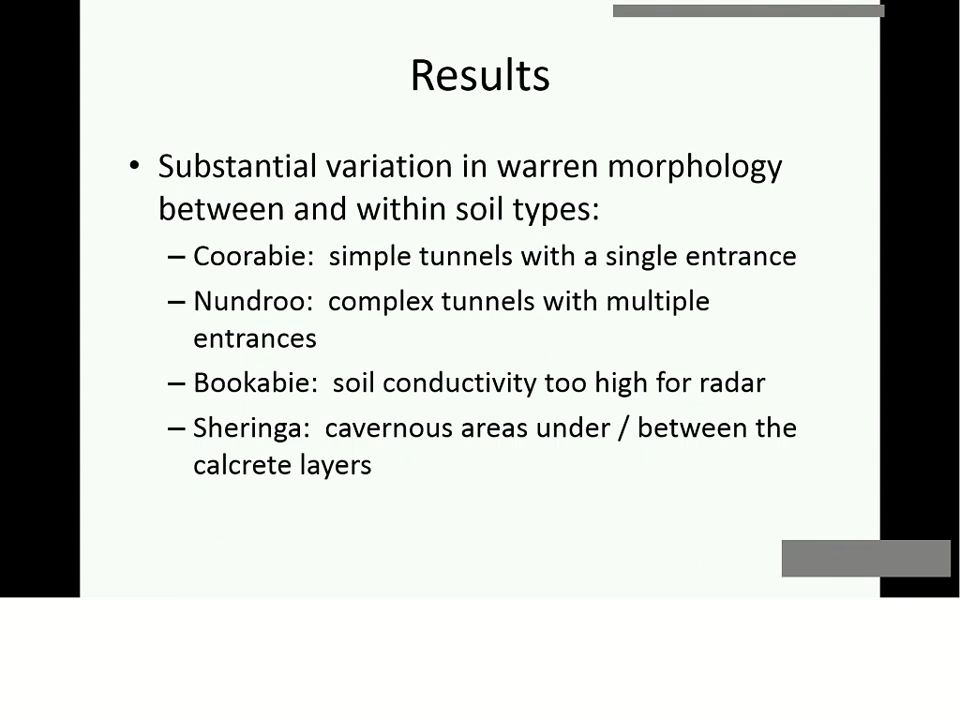 Results
• Substantial variation in warren morphology
between and within soil types:
– Coorabie:  simple tunnels with a single entrance
– Nundroo:  complex tunnels with multiple
entrances
– Bookabie:  soil conductivity too high for radar
– Sheringa:  cavernous areas under / between the
calcrete layers